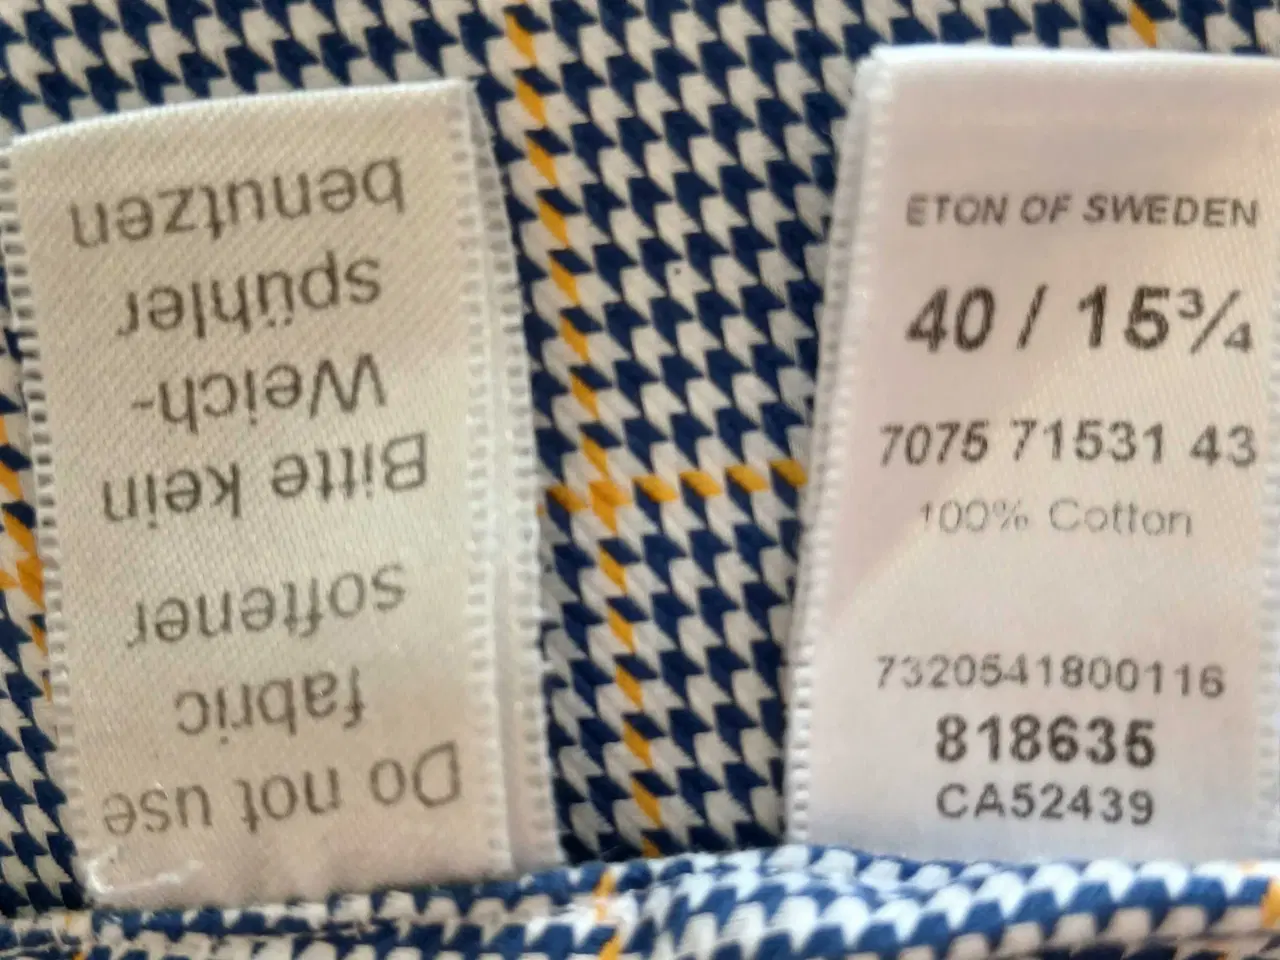 Do not use
fabric
softener
Bitte kein
Weich-
spühler
benutzen
ETON OF SWEDEN
40 / 15¾
7075 71531 43
100% Cotton
7320541800116
818635
CA52439